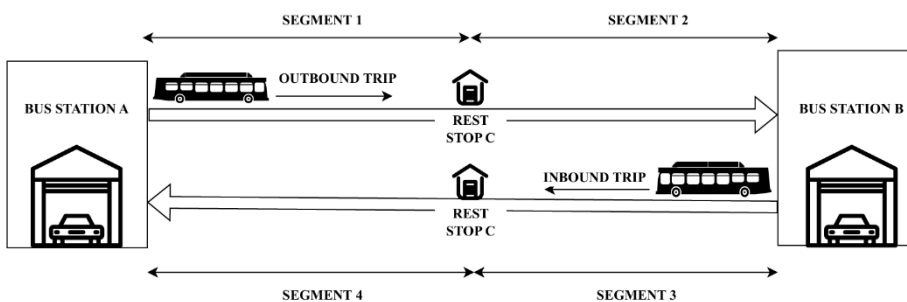 SEGMENT 1
SEGMENT 2
OUTBOUND TRIP
BUS STATION A
BUS STATION B
REST
STOP C
INBOUND TRIP
REST
STOP C
SEGMENT 4
SEGMENT 3